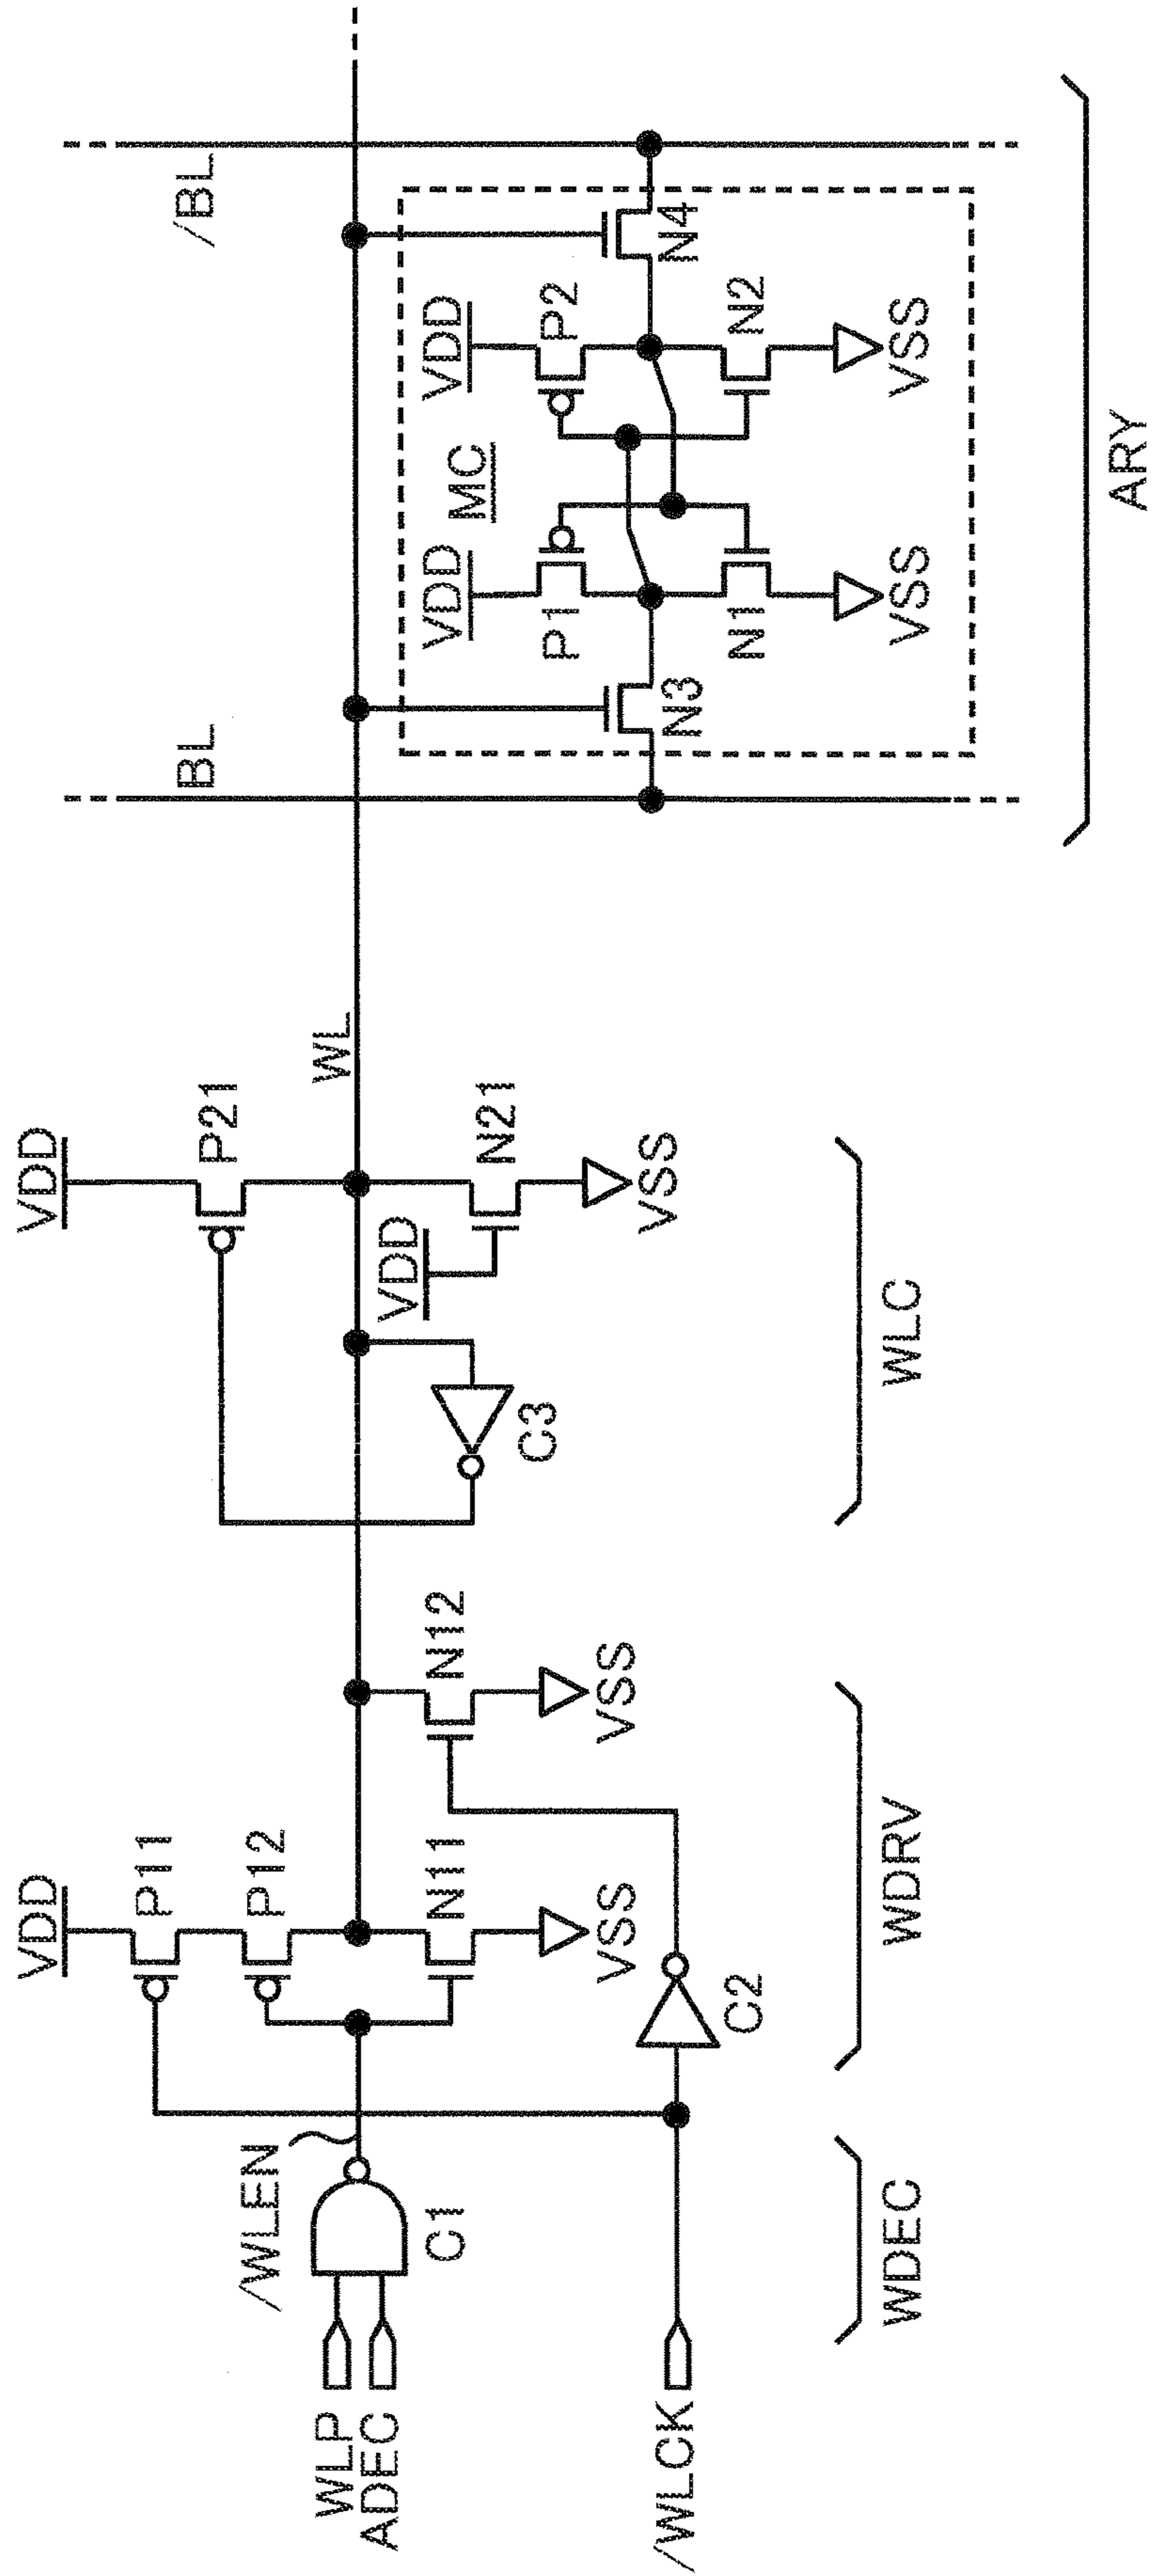 VDD
P11
P12
N11
VSS
N12
VSS
C2
/WLEN
C1
WLP
ADEC
/WLCK
WDEC
WDRV
VDD
P21
WL
VDD
N21
VSS
C3
WLC
BL
/BL
MC
VDD
P1
N1
VSS
N3
VDD
P2
N2
VSS
N4
ARY